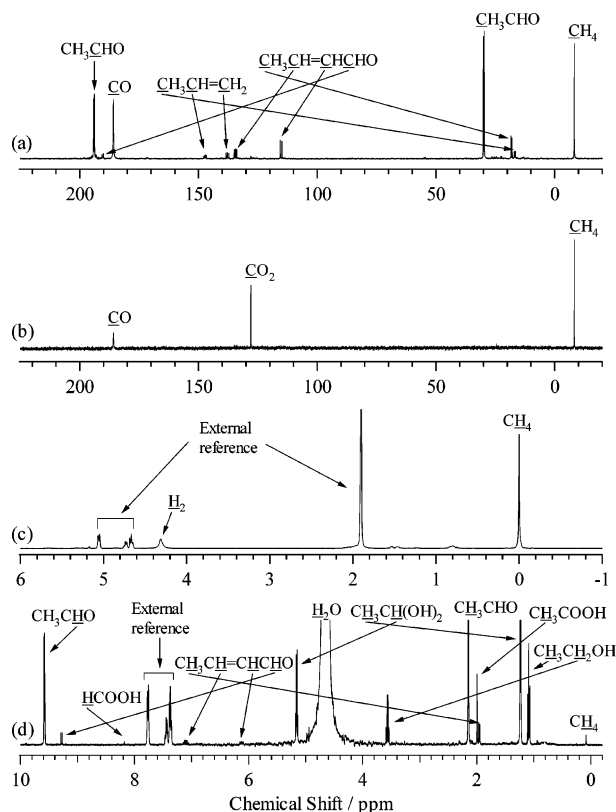 CH3CHO
CO
CH3CH=CH2
CH3CH=CHCHO
CH3CHO
CH4
(a)
200 150 100 50 0
CO
CO2
CH4
(b)
200 150 100 50 0
External
reference
H2
CH4
(c)
6 5 4 3 2 1 0 -1
CH3CHO
External
reference
H2O
CH3CH(OH)2
CH3CHO
CH3COOH
CH3CH=CHCHO
CH3CH2OH
HCOOH
CH4
(d)
10 8 6 4 2 0
Chemical Shift / ppm